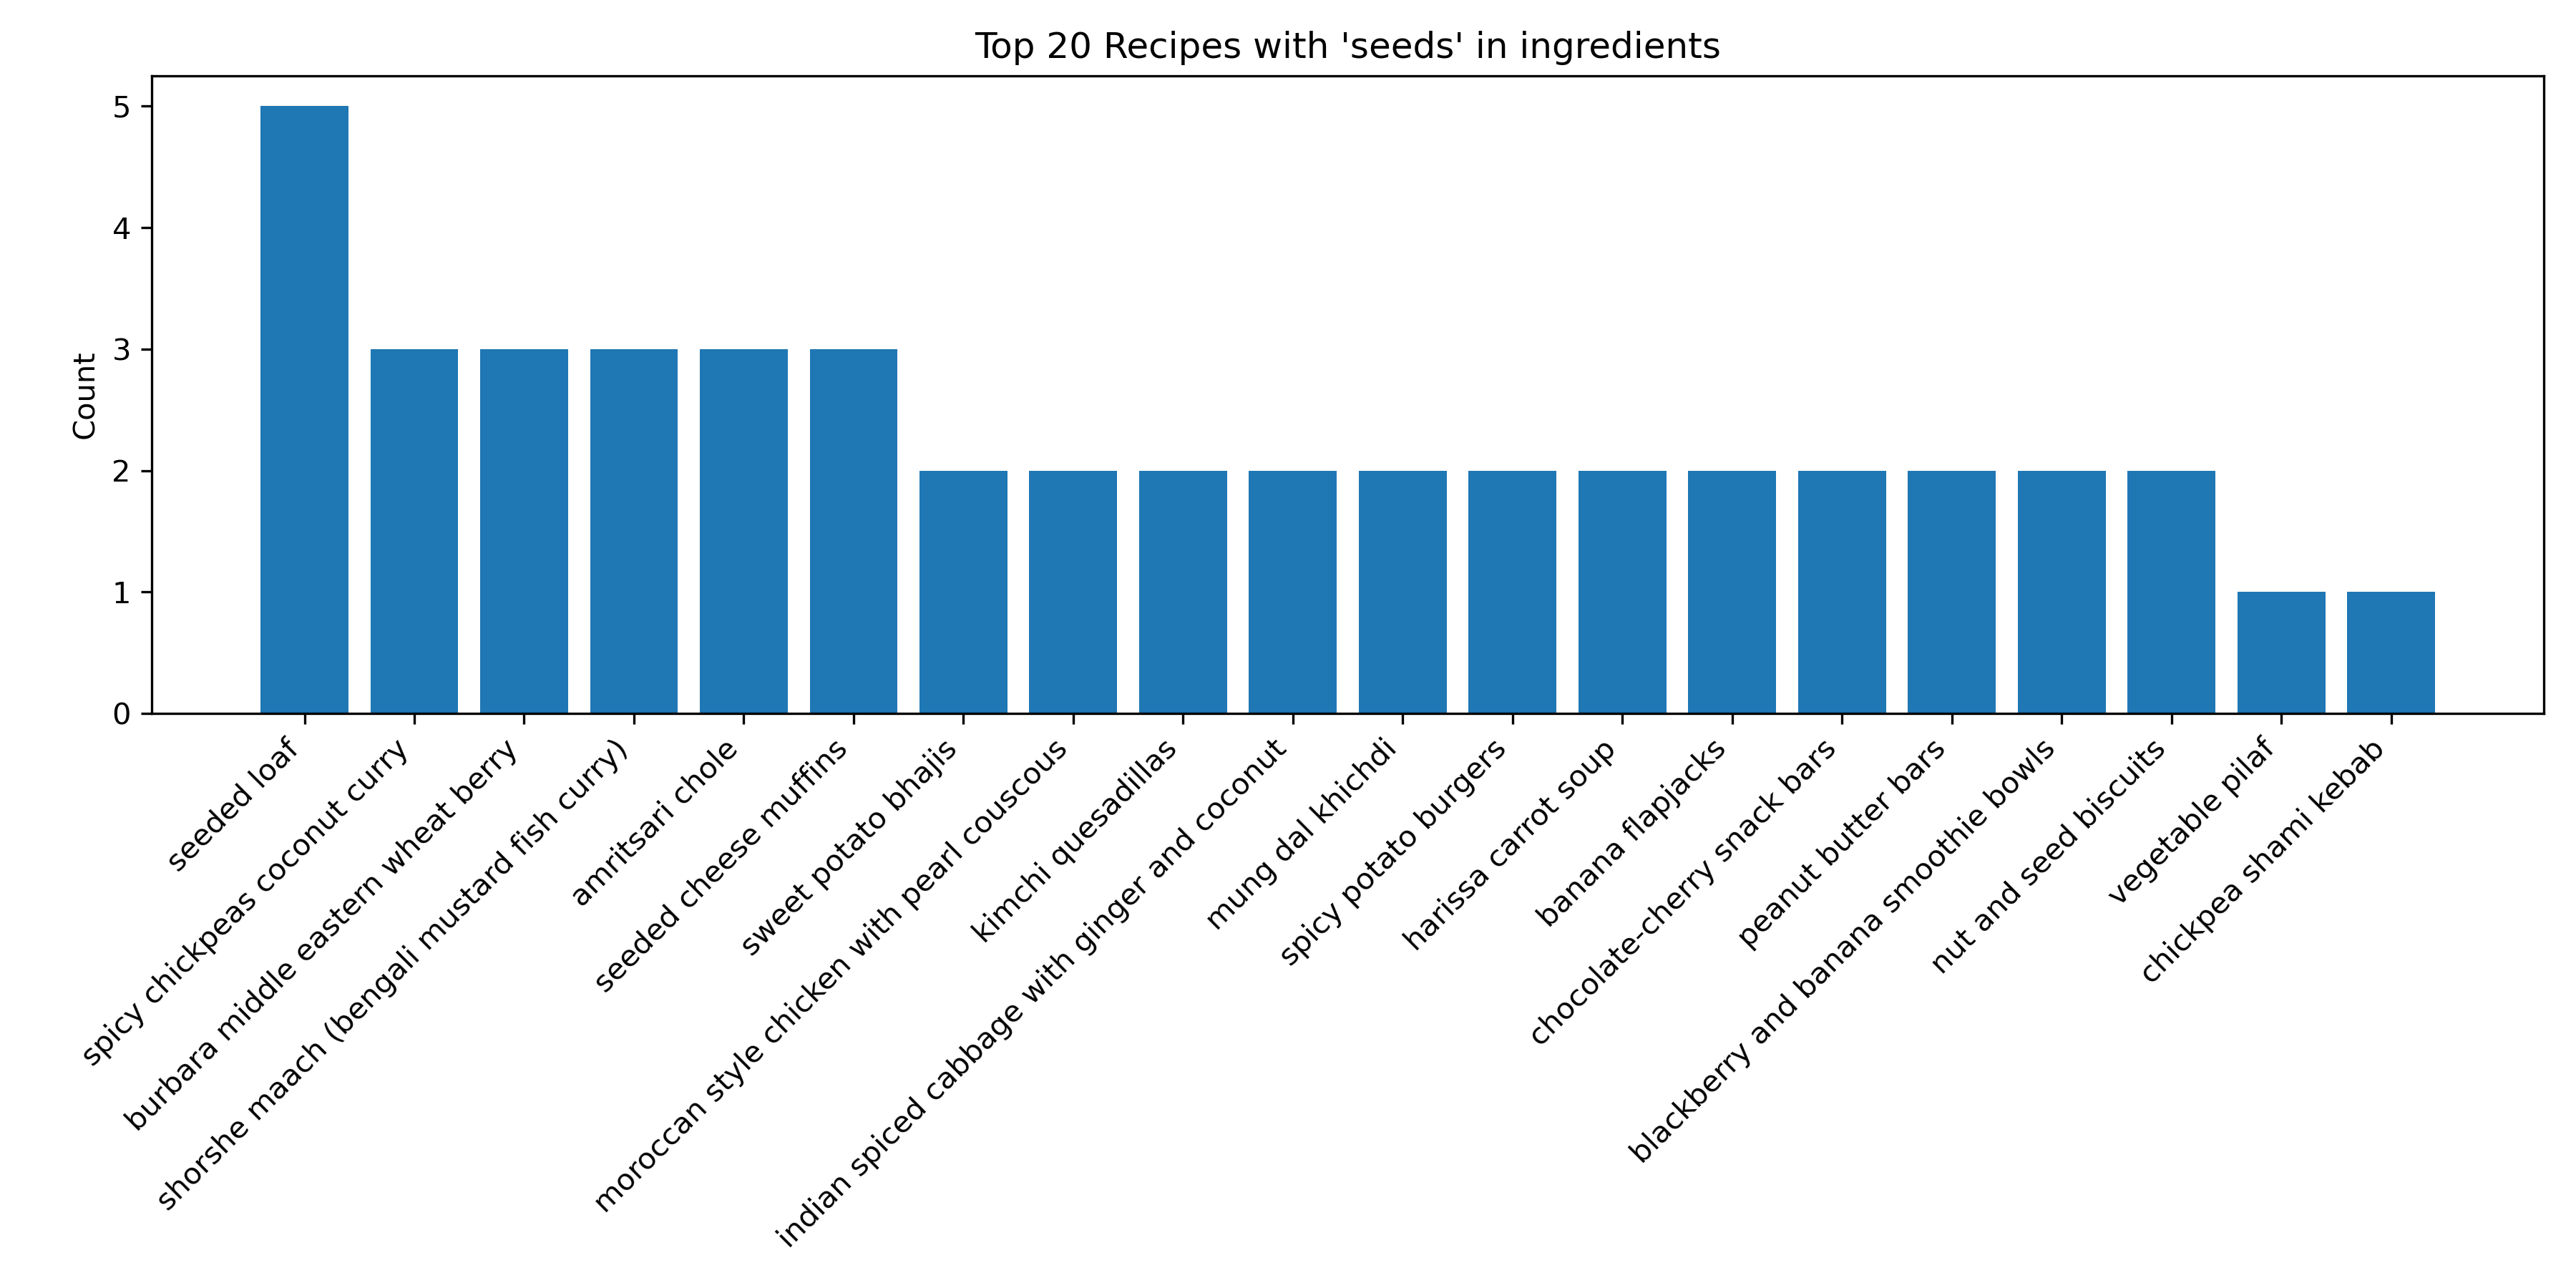 Top 20 Recipes with 'seeds' in ingredients
Count
5
4
3
2
1
0
seeded loaf
spicy chickpeas coconut curry
burbara middle eastern wheat berry
shorshe maach (bengali mustard fish curry)
amritsari chole
seeded cheese muffins
sweet potato bhajis
moroccan style chicken with pearl couscous
kimchi quesadillas
indian spiced cabbage with ginger and coconut
mung dal khichdi
spicy potato burgers
harissa carrot soup
banana flapjacks
chocolate-cherry snack bars
peanut butter bars
blackberry and banana smoothie bowls
nut and seed biscuits
vegetable pilaf
chickpea shami kebab